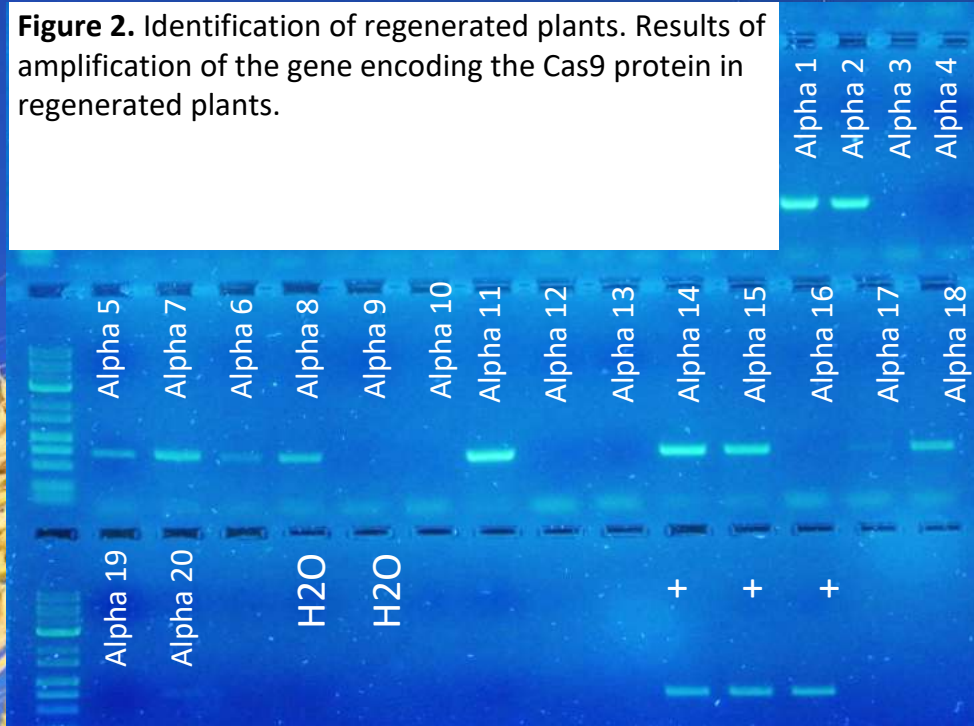 Figure 2. Identification of regenerated plants. Results of
amplification of the gene encoding the Cas9 protein in
regenerated plants.
Alpha 1
Alpha 2
Alpha 3
Alpha 4
Alpha 5
Alpha 7
Alpha 6
Alpha 8
Alpha 9
Alpha 10
Alpha 11
Alpha 12
Alpha 13
Alpha 14
Alpha 15
Alpha 16
Alpha 17
Alpha 18
Alpha 19
Alpha 20
H2O
H2O
+
+
+